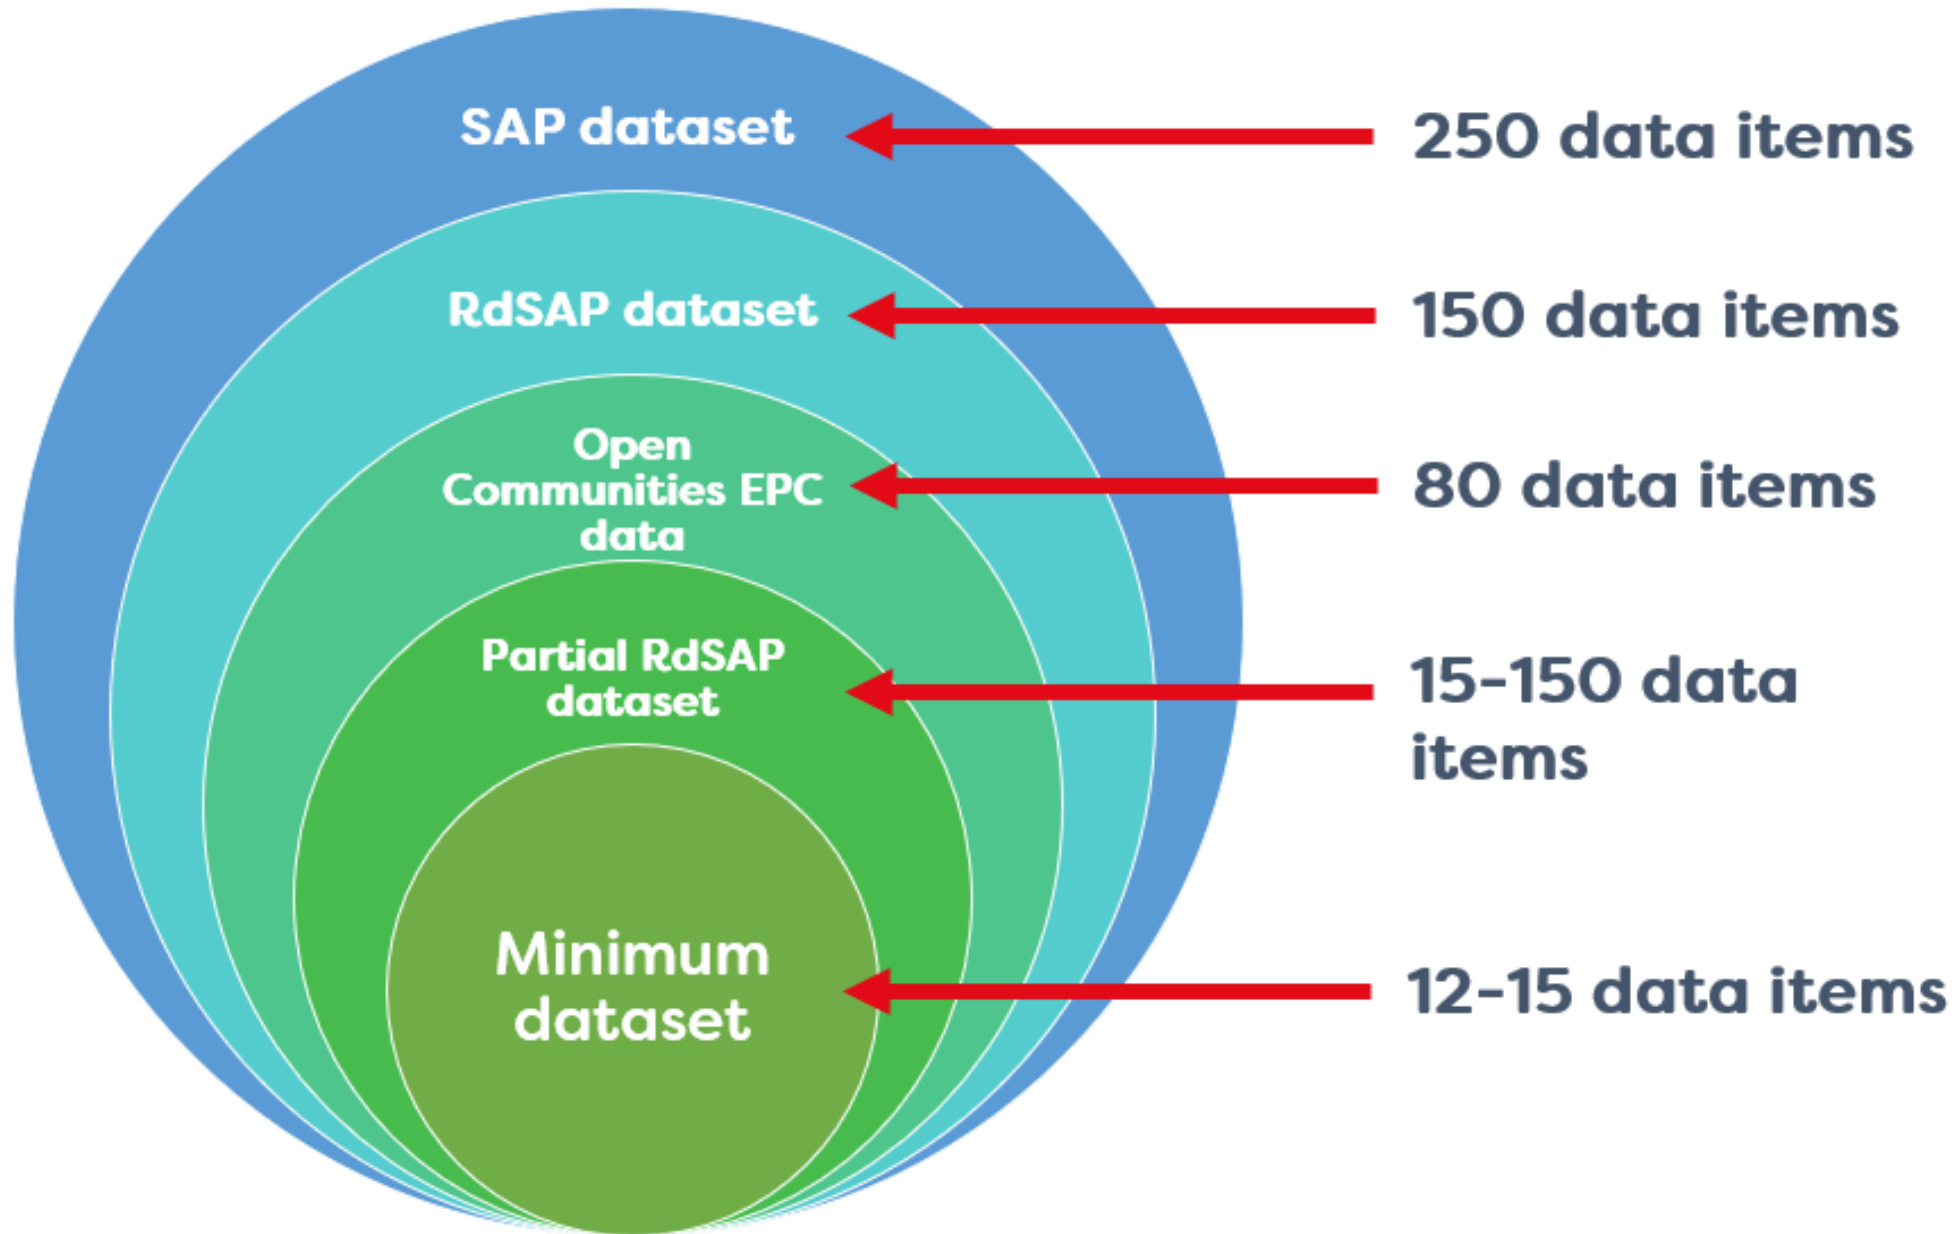 SAP dataset
250 data items
RdSAP dataset
150 data items
Open
Communities EPC
data
80 data items
Partial RdSAP
dataset
15-150 data
items
Minimum
dataset
12-15 data items